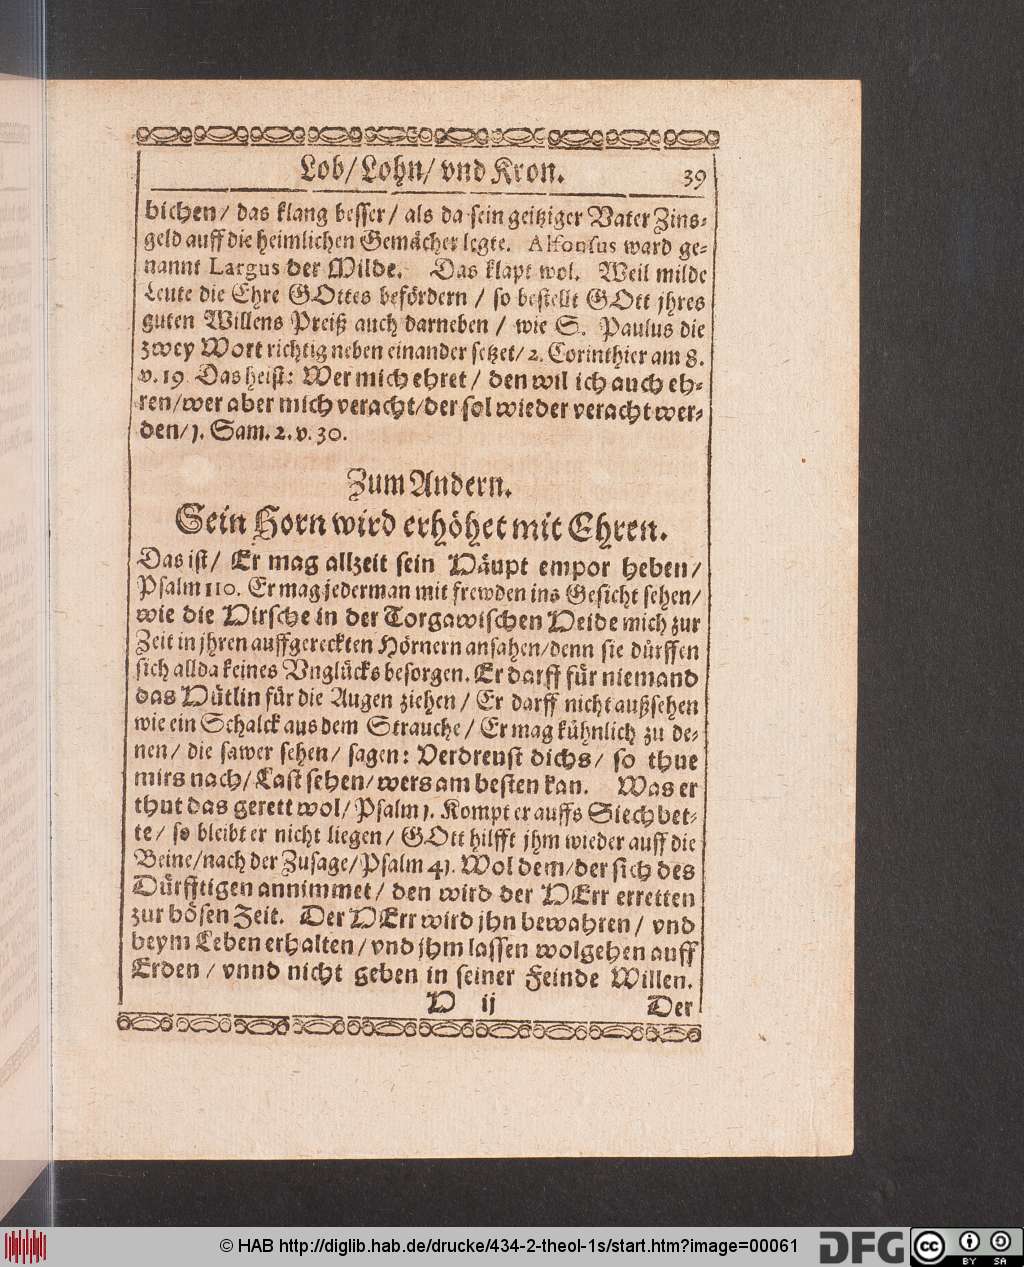 Lob/ Lohn/ vnd Kron. 39
bichen/ das klang besser/ als da sein geitziger Vater Zins-
geld auff die heimlichen Gemächer legte. Alfonsus ward ge-
nannt Largus der Milde. Das klapt wol. Weil milde
Leute die Ehre GOttes befördern / so bestellt GOtt jhres
guten Willens Preiß auch darneben / wie S. Paulus die
zwey Wort richtig neben einander setzet/ 2. Corinthier am 8.
v. 19. Das heist: Wer mich ehret / den wil ich auch eh-
ren/wer aber mich veracht/der sol wieder veracht wer-
den/ 1. Sam. 2. v. 30.
Zum Andern.
Sein Horn wird erhöhet mit Ehren.
Das ist/ Er mag allzeit sein Häupt empor heben/
Psalm 110. Er mag jederman mit frewden ins Gesicht sehen/
wie die Hirsche in der Torgawischen Heide mich zur
Zeit in jhren auffgereckten Hörnern ansahen/denn sie dürffen
sich allda keines Vnglücks besorgen. Er darff für niemand
das Hütlin für die Augen ziehen/ Er darff nicht außsehen
wie ein Schalck aus dem Strauche/ Er mag kühnlich zu de-
nen/ die sawer sehen/ sagen: Verdreust dichs/ so thue
mirs nach/ Last sehen/ wers am besten kan. Was er
thut das gerett wol/ Psalm 1. Kompt er auffs Siechbet-
te/ so bleibt er nicht liegen/ GOtt hilfft jhm wieder auff die
Beine/nach der Zusage/ Psalm 41. Wol dem/der sich des
Dürfftigen annimmet/ den wird der HErr erretten
zur bösen Zeit. Der HErr wird jhn bewahren/ vnd
beym Leben erhalten/ vnd jhm lassen wolgehen auff
Erden / vnnd nicht geben in seiner Feinde Willen.
H ij Der
© HAB http://diglib.hab.de/drucke/434-2-theol-1s/start.htm?image=00061
DFG
cc
BY SA